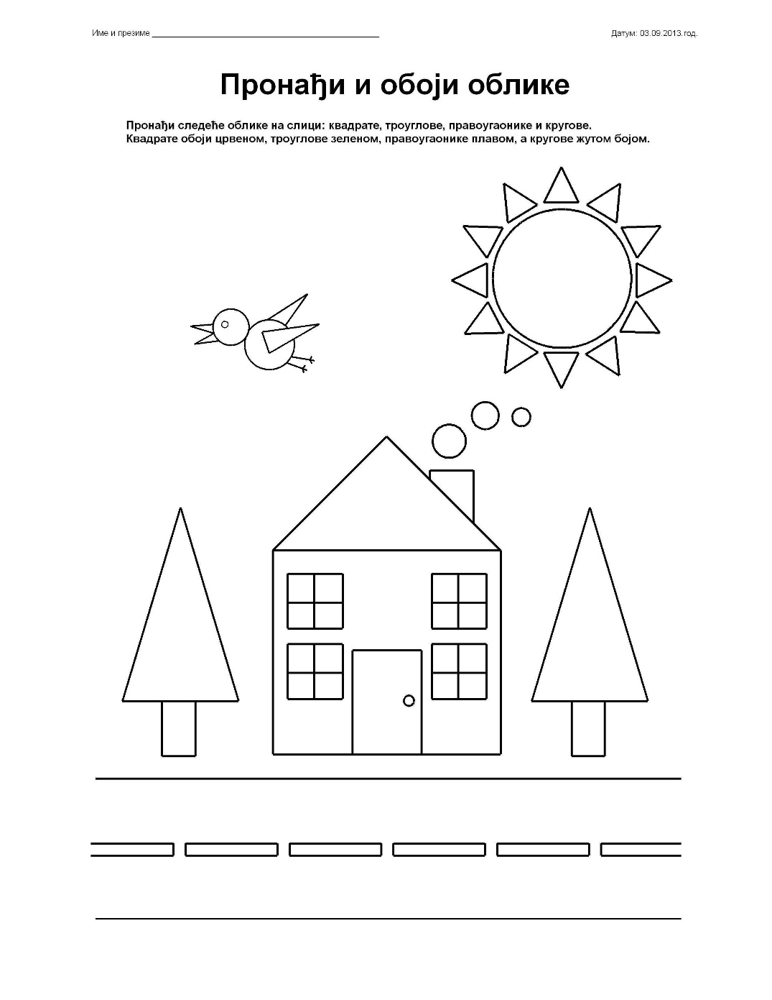 Име и презиме ________________________________________________ Датум: 03.09.2013.год.
Пронађи и обоји облике
Пронађи следеће облике на слици: квадрате, троуглове, правоугаонике и кругове.
Квадрате обоји црвеном, троуглове зеленом, правоугаонике плавом, а кругове жутом бојом.